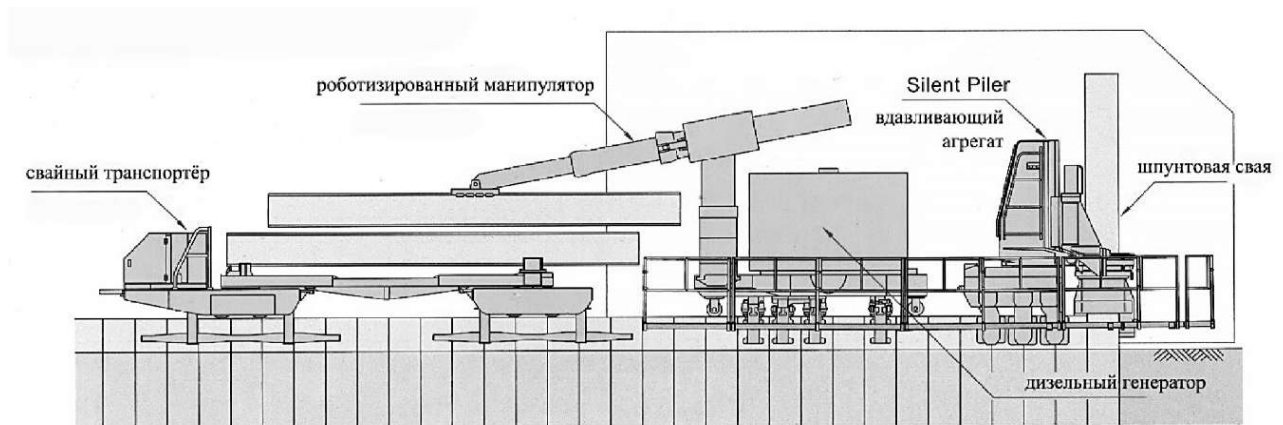 роботизированный манипулятор
Silent Piler
вдавливающий
агрегат
свайный транспортёр
шпунтовая свая
дизельный генератор